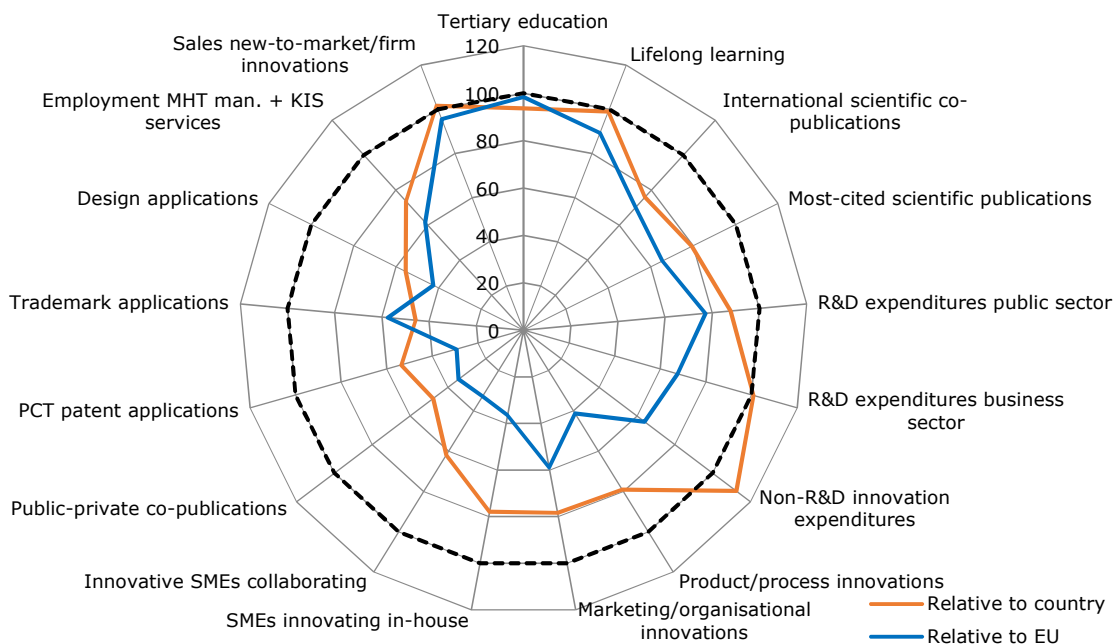 Tertiary education
120
Lifelong learning
Sales new-to-market/firm
innovations
100
International scientific co-
publications
Employment MHT man. + KIS
services
80
60
Design applications
Most-cited scientific publications
40
20
Trademark applications
R&D expenditures public sector
0
PCT patent applications
R&D expenditures business
sector
Public-private co-publications
Non-R&D innovation
expenditures
Innovative SMEs collaborating
Product/process innovations
SMEs innovating in-house
Marketing/organisational
innovations
Relative to country
Relative to EU